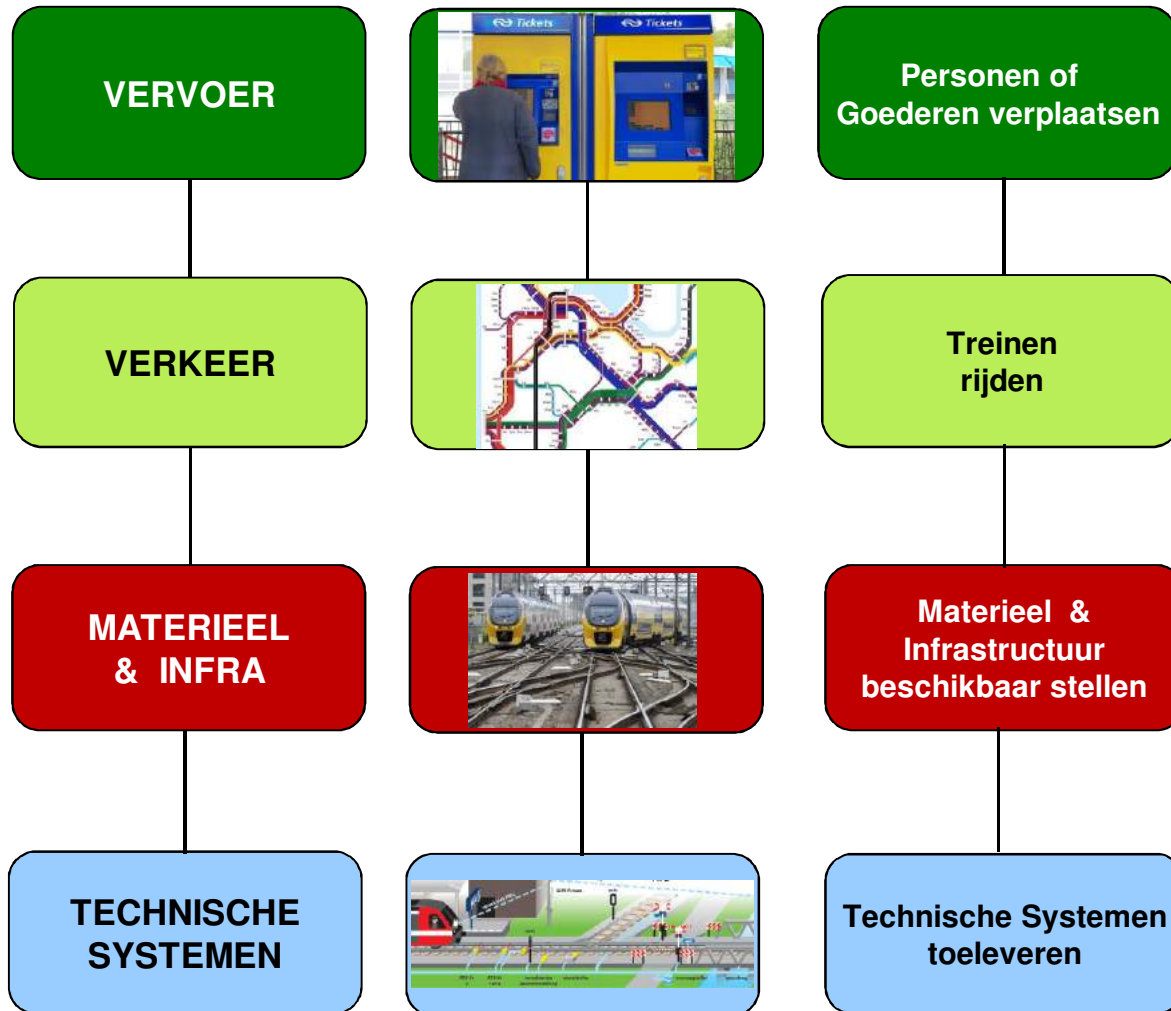 VERVOER
Tickets
Tickets
Personen of
Goederen verplaatsen
VERKEER
Treinen
rijden
MATERIEEL
& INFRA
Materieel &
Infrastructuur
beschikbaar stellen
TECHNISCHE
SYSTEMEN
Technische Systemen
toeleveren